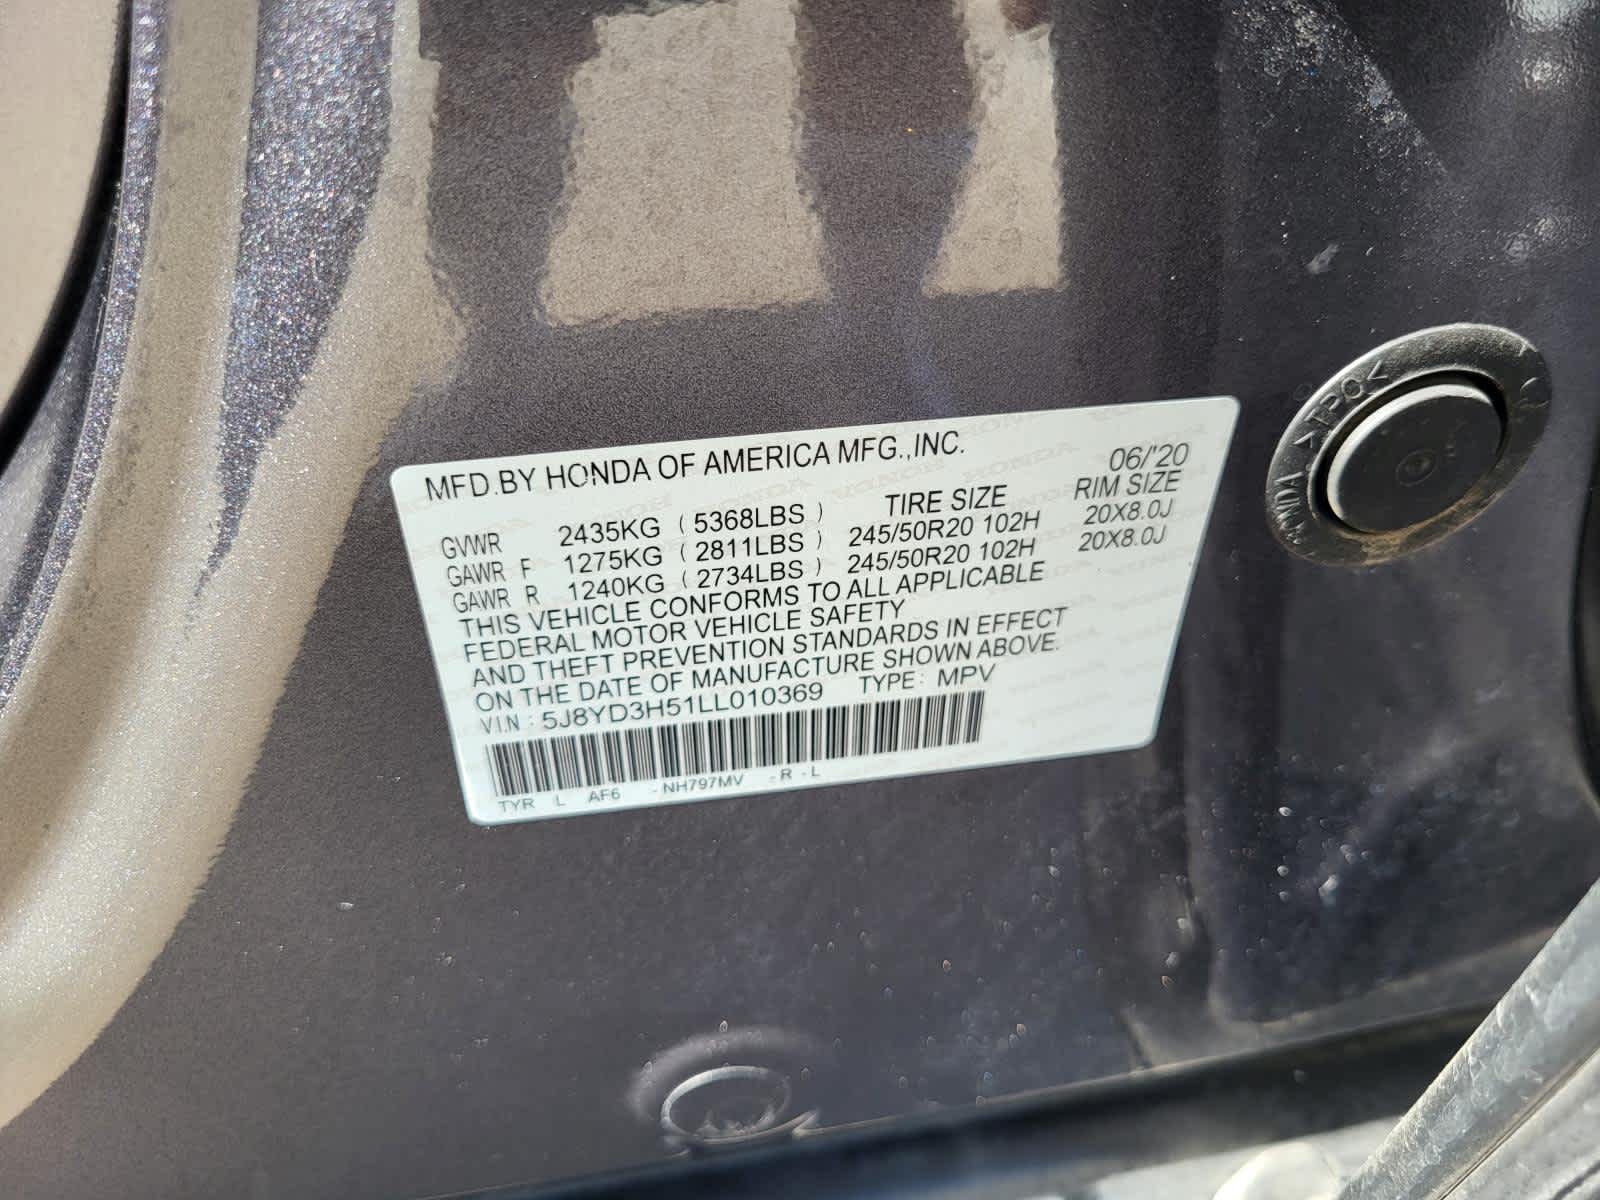 MFD.BY HONDA OF AMERICA MFG.,INC. 06/'20
TIRE SIZE RIM SIZE
GVWR 2435KG ( 5368LBS )
GAWR F 1275KG ( 2811LBS ) 245/50R20 102H 20X8.0J
GAWR R 1240KG ( 2734LBS ) 245/50R20 102H 20X8.0J
THIS VEHICLE CONFORMS TO ALL APPLICABLE
FEDERAL MOTOR VEHICLE SAFETY
AND THEFT PREVENTION STANDARDS IN EFFECT
ON THE DATE OF MANUFACTURE SHOWN ABOVE.
V.I.N : 5J8YD3H51LL010369 TYPE : MPV
TYR L AF6 - NH797MV - R - L
>TPO<